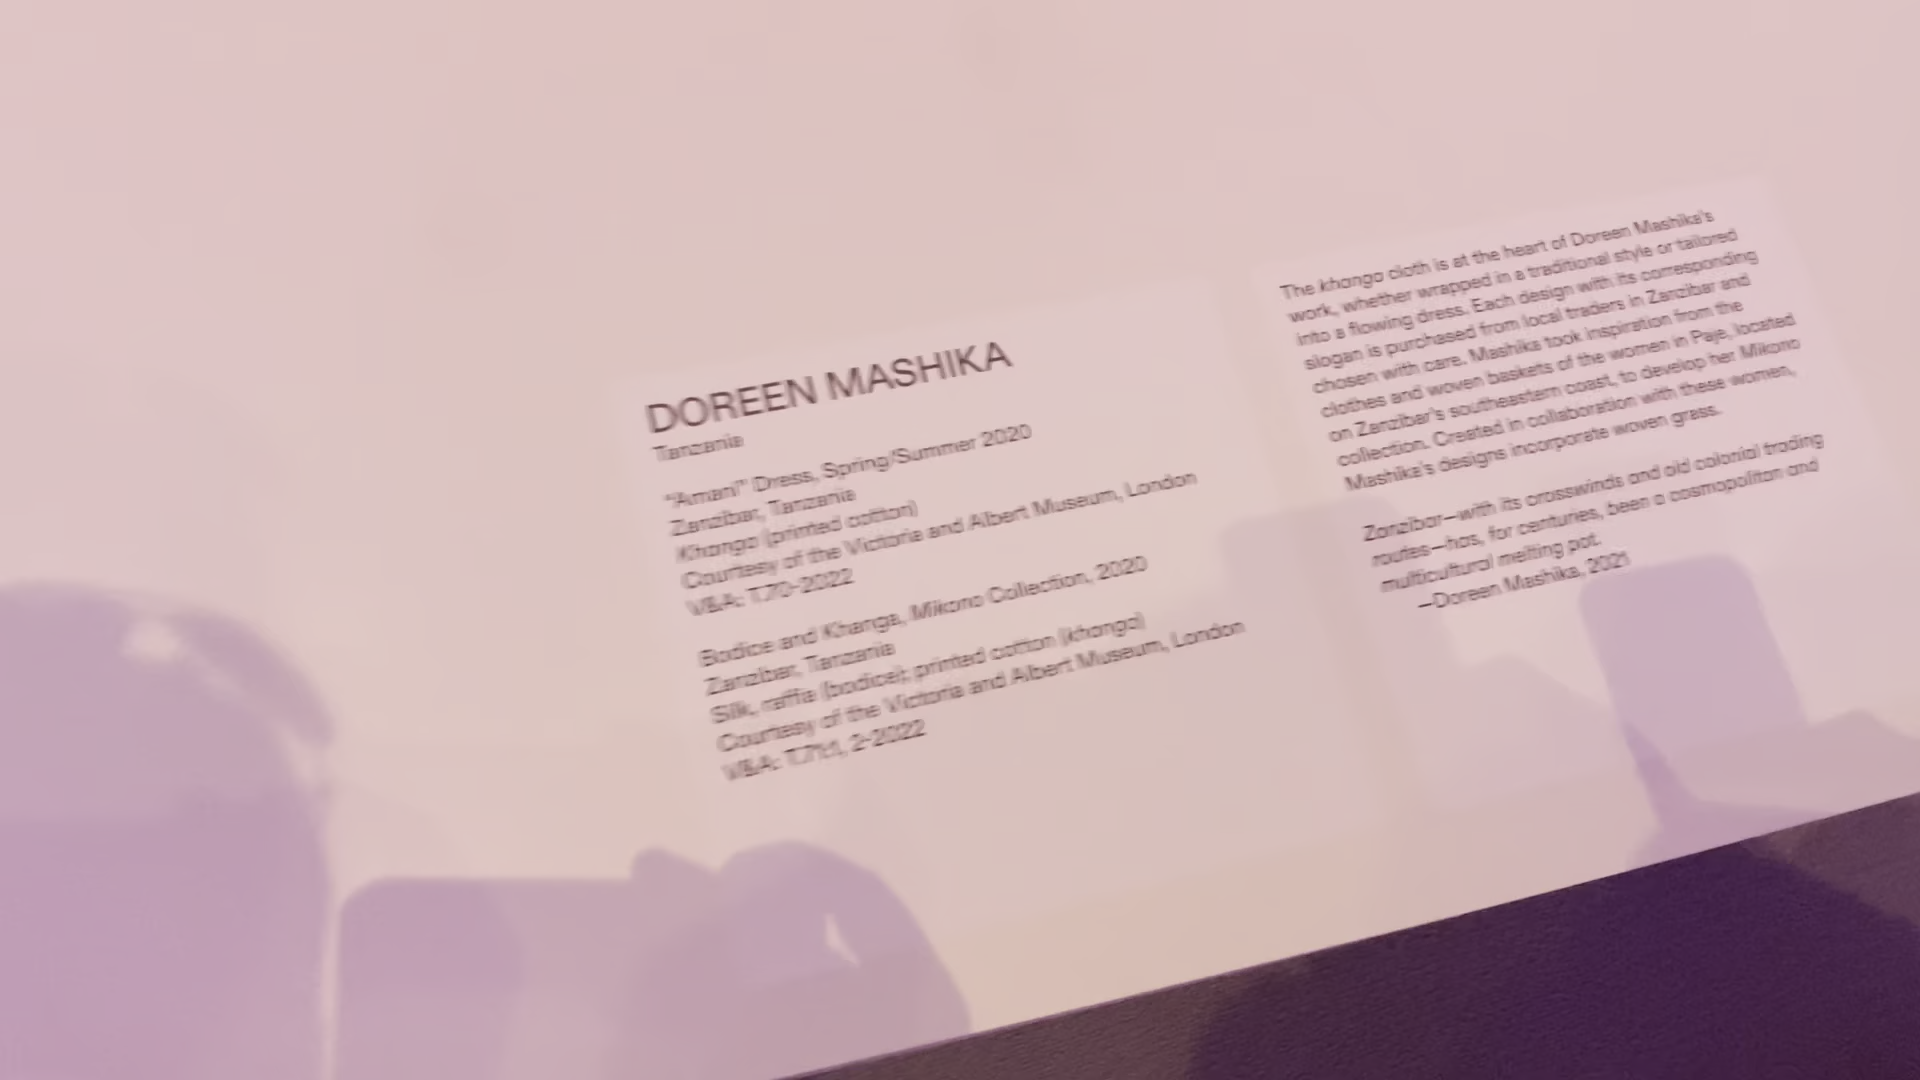 DOREEN MASHIKA
Tanzania
"Amani" Dress, Spring/Summer 2020
Zanzibar, Tanzania
Khanga (printed cotton)
Courtesy of the Victoria and Albert Museum, London
V&A: T.70-2022
Bodice and Khanga, Mikono Collection, 2020
Zanzibar, Tanzania
Silk, raffia (bodice); printed cotton (khanga)
Courtesy of the Victoria and Albert Museum, London
V&A: T.71:1, 2-2022
The khanga cloth is at the heart of Doreen Mashika's
work, whether wrapped in a traditional style or tailored
into a flowing dress. Each design with its corresponding
slogan is purchased from local traders in Zanzibar and
chosen with care. Mashika took inspiration from the
clothes and woven baskets of the women in Paje, located
on Zanzibar's southeastern coast, to develop her Mikono
collection. Created in collaboration with these women,
Mashika's designs incorporate woven grass.
Zanzibar—with its crosswinds and old colonial trading
routes—has, for centuries, been a cosmopolitan and
multicultural melting pot.
—Doreen Mashika, 2021